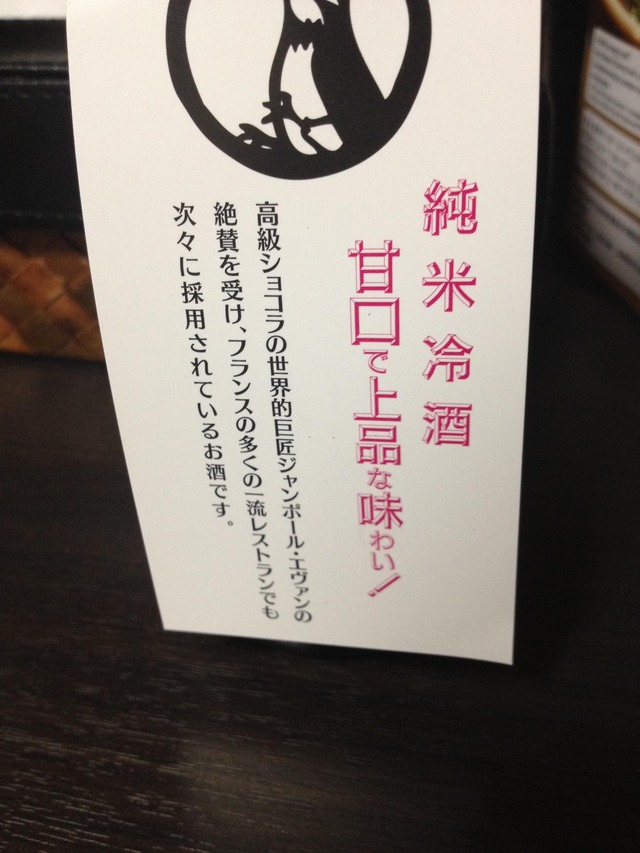 純米冷酒
甘口で上品な味わい!
高級ショコラの世界的巨匠ジャンポール・エヴァンの
絶賛を受け、フランスの多くの一流レストランでも
次々に採用されているお酒です。